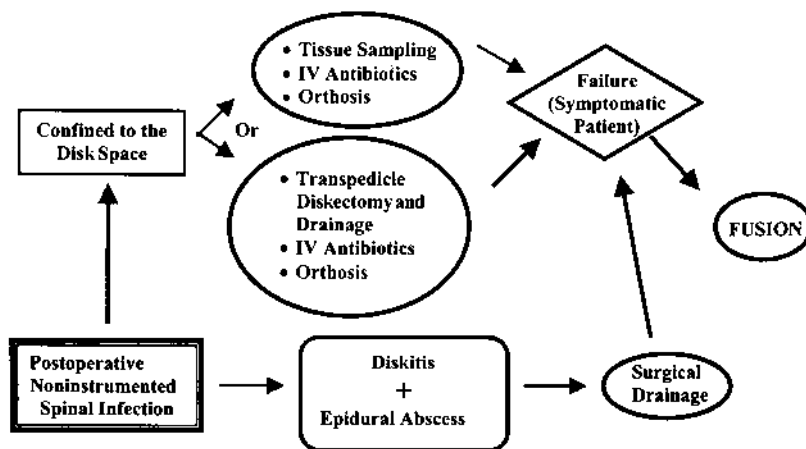 • Tissue Sampling
• IV Antibiotics
• Orthosis
Failure
(Symptomatic
Patient)
Confined to the
Disk Space
Or
• Transpedicle
Diskectomy and
Drainage
• IV Antibiotics
• Orthosis
FUSION
Postoperative
Noninstrumented
Spinal Infection
Diskitis
+
Epidural Abscess
Surgical
Drainage